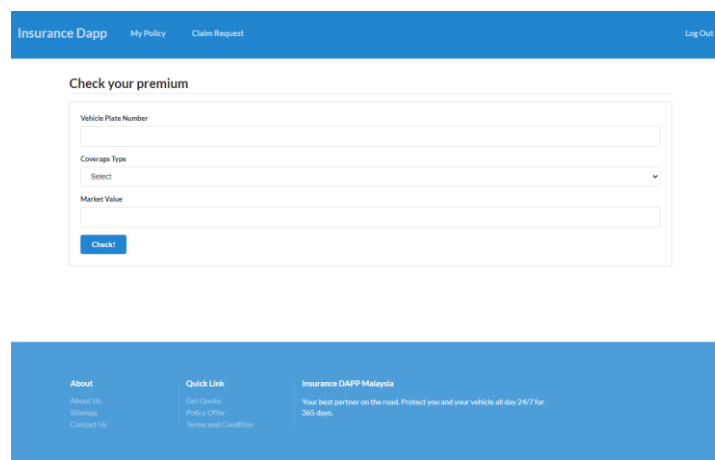 Insurance Dapp My Policy Claim Request Log Out
Check your premium
Vehicle Plate Number
Coverage Type
Select
Market Value
Check!
About
About Us
Sitemap
Contact Us
Quick Link
Get Quote
Policy Offer
Terms and Condition
Insurance DAPP Malaysia
Your best partner on the road. Protect you and your vehicle all day 24/7 for
365 days.